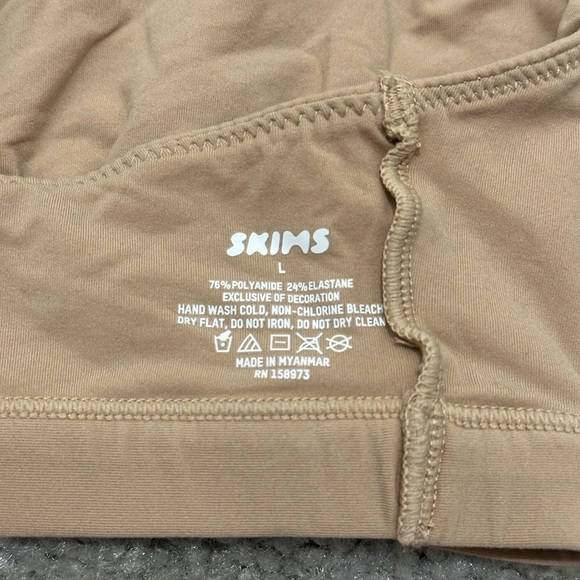 SKIMS
L
76% POLYAMIDE 24% ELASTANE
EXCLUSIVE OF DECORATION
HAND WASH COLD, NON-CHLORINE BLEACH
DRY FLAT, DO NOT IRON, DO NOT DRY CLEAN
MADE IN MYANMAR
RN 158973